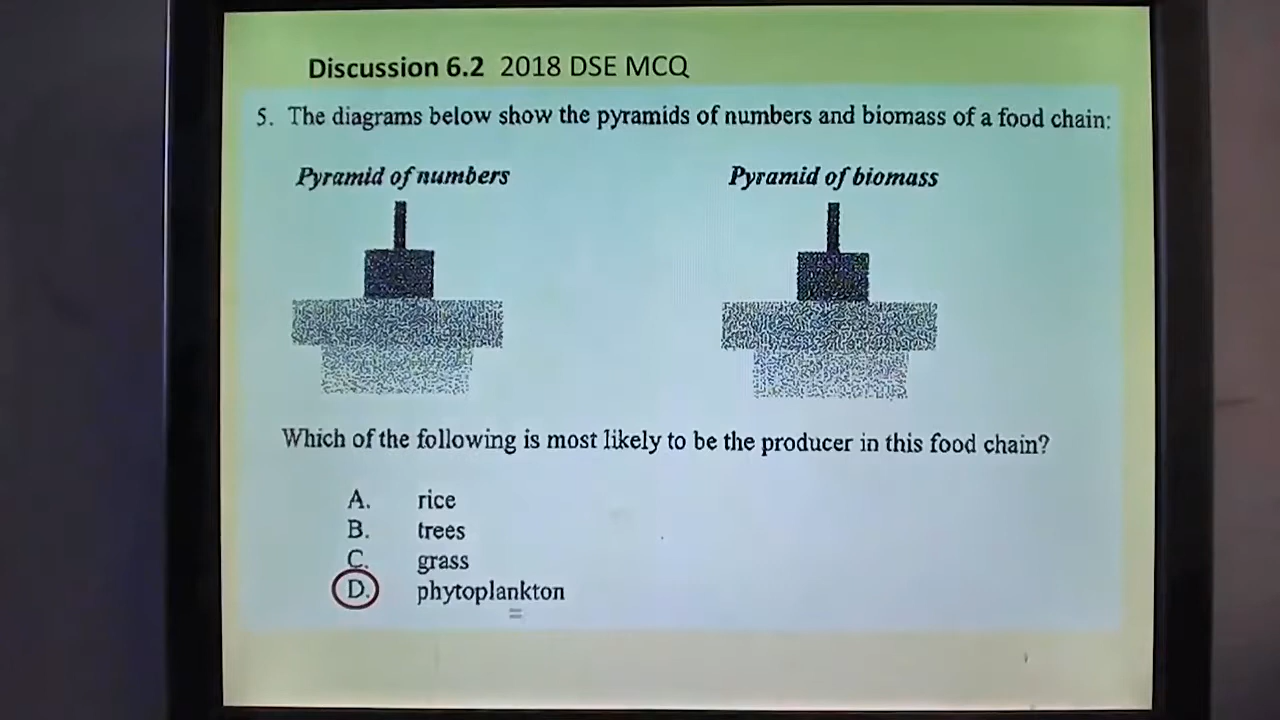 Discussion 6.2 2018 DSE MCQ
5. The diagrams below show the pyramids of numbers and biomass of a food chain:
Pyramid of numbers Pyramid of biomass
Which of the following is most likely to be the producer in this food chain?
A. rice
B. trees
C. grass
D. phytoplankton